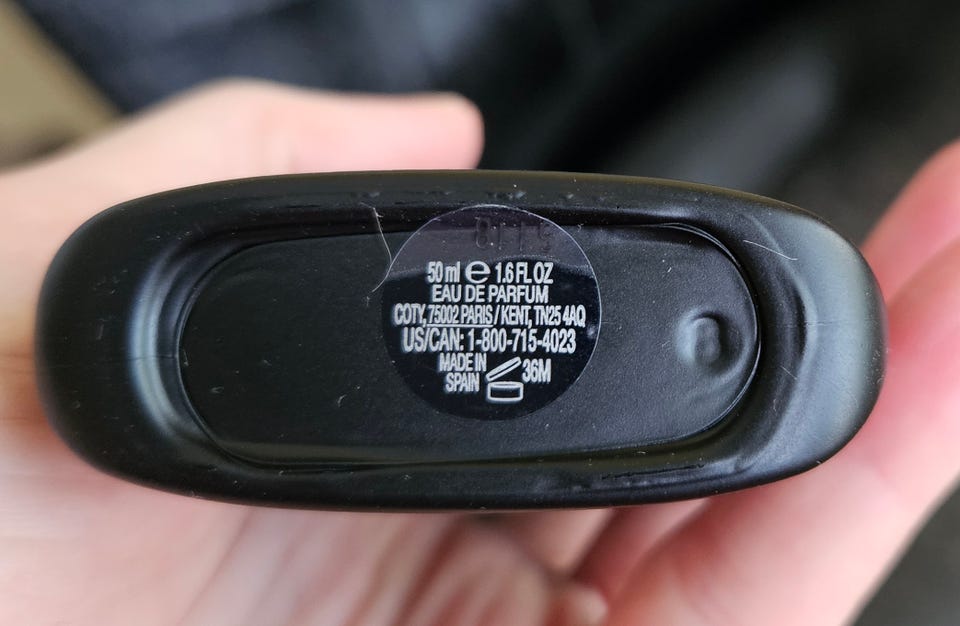 50 ml e 1.6 FL OZ
EAU DE PARFUM
COTY, 75002 PARIS / KENT, TN25 4AQ
US/CAN: 1-800-715-4023
MADE IN
SPAIN 36M